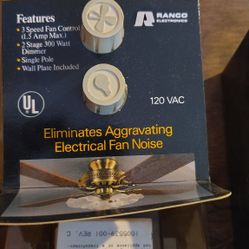 Features
• 3 Speed Fan Control
(1.5 Amp Max.)
• 2 Stage 300 Watt
Dimmer
• Single Pole
• Wall Plate Included
RANCO
ELECTRONICS
UL
120 VAC
Eliminates Aggravating
Electrical Fan Noise